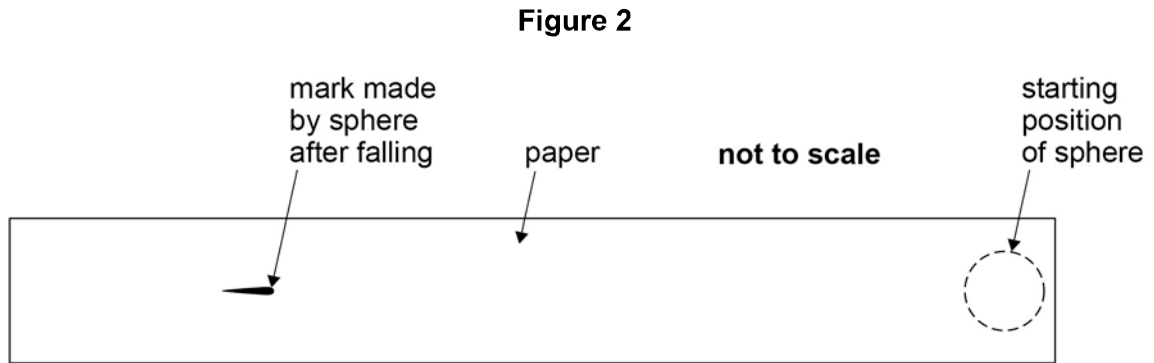 Figure 2
mark made
by sphere
after falling
paper
not to scale
starting
position
of sphere